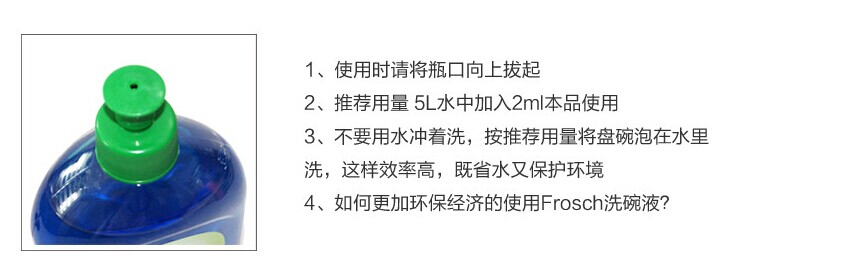 1、使用时请将瓶口向上拔起
2、推荐用量 5L水中加入2ml本品使用
3、不要用水冲着洗，按推荐用量将盘碗泡在水里
洗，这样效率高，既省水又保护环境
4、如何更加环保经济的使用Frosch洗碗液？